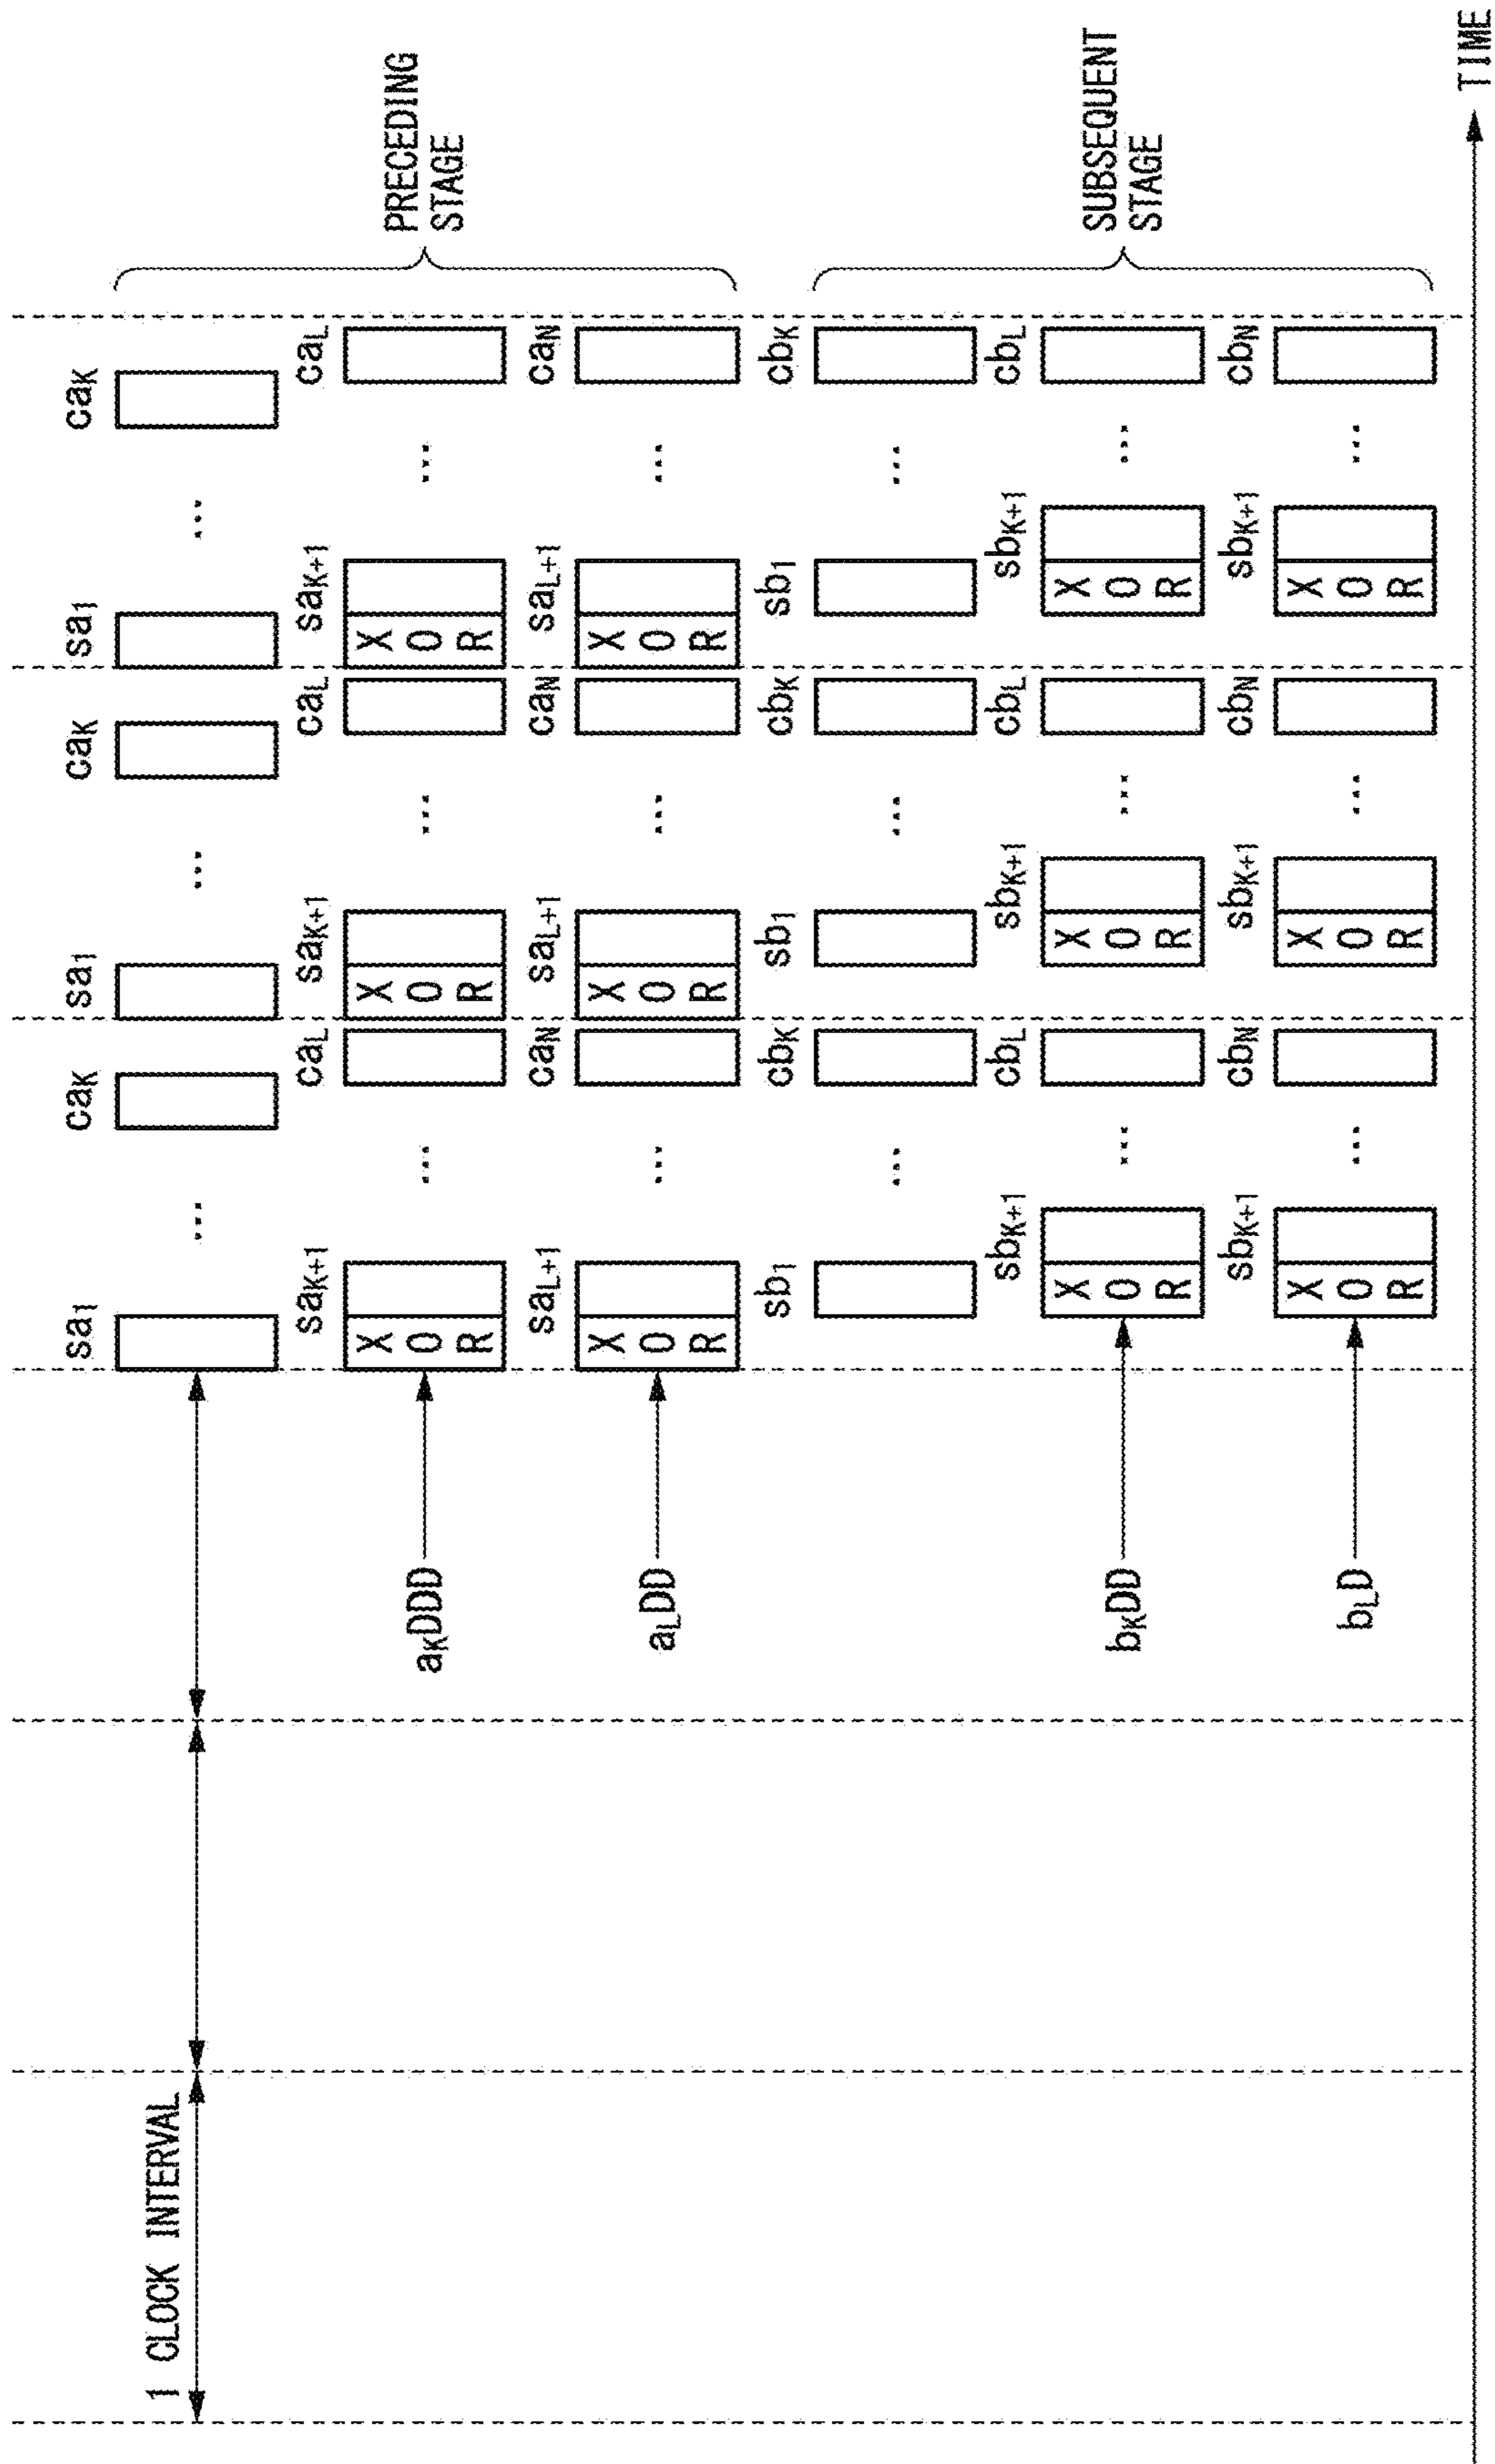 sa₁ ... caK sa₁ ... caK sa₁ ... caK
1 CLOCK INTERVAL
saK+1 caL saK+1 caL saK+1 caL
aKDDD XOR ... XOR ... XOR ...
PRECEDING
STAGE
saL+1 caN saL+1 caN saL+1 caN
aLDD XOR ... XOR ... XOR ...
sb₁ ... cbK sb₁ ... cbK sb₁ ... cbK
sbK+1 cbL sbK+1 cbL sbK+1 cbL
bKDD XOR ... XOR ... XOR ...
SUBSEQUENT
STAGE
sbK+1 cbN sbK+1 cbN sbK+1 cbN
bLD XOR ... XOR ... XOR ...
TIME